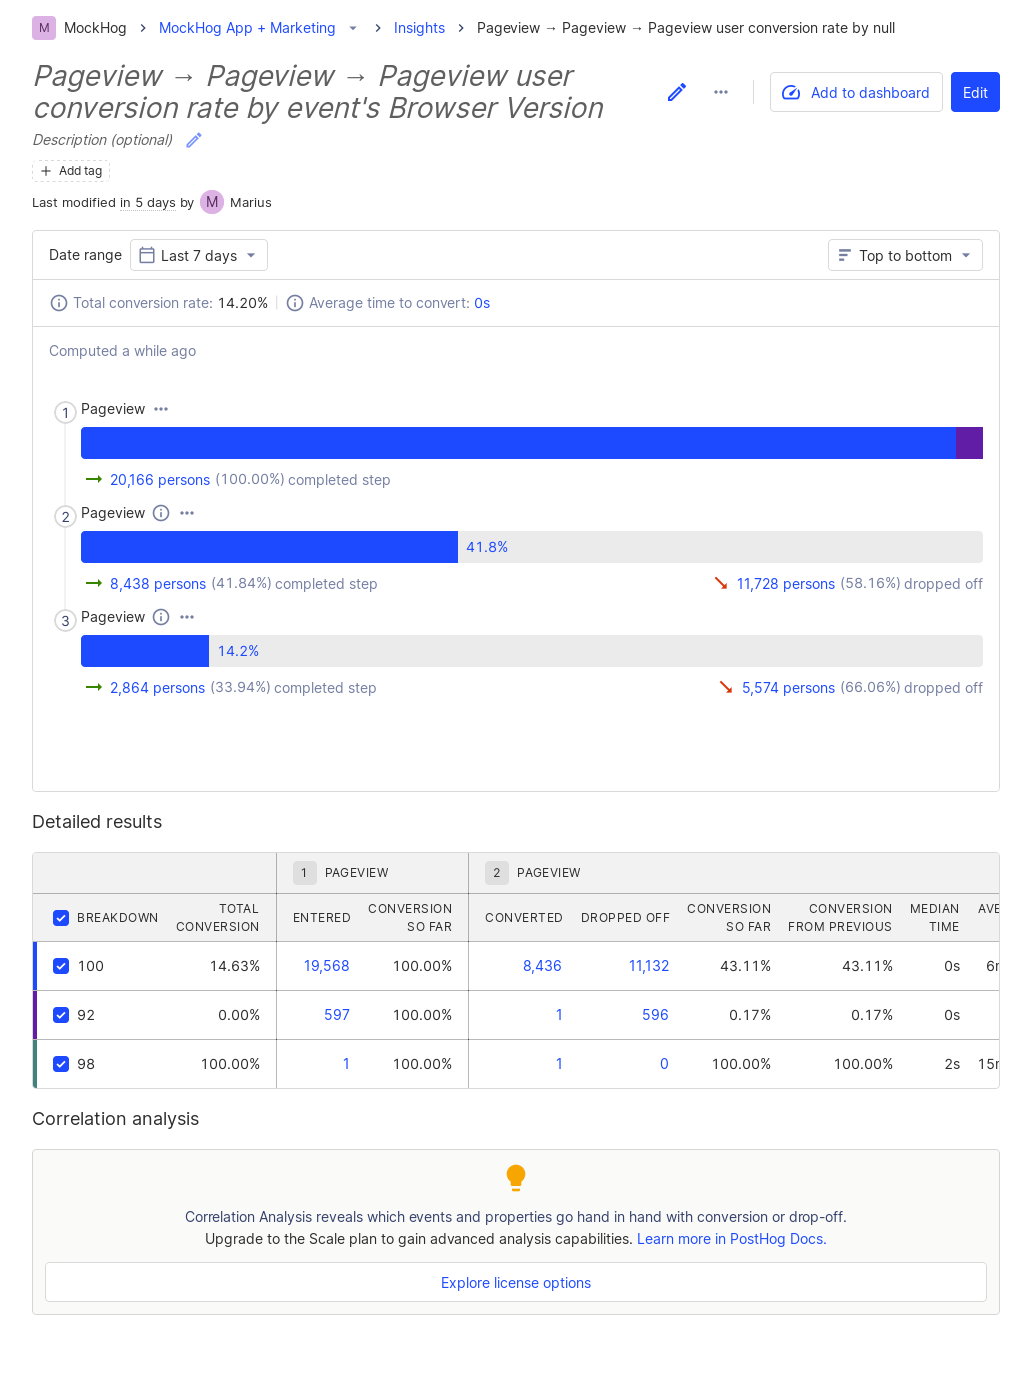 M MockHog MockHog App + Marketing Insights Pageview → Pageview → Pageview user conversion rate by null
Pageview → Pageview → Pageview user
conversion rate by event's Browser Version
Add to dashboard
Edit
Description (optional)
Add tag
Last modified in 5 days by M Marius
Date range Last 7 days Top to bottom
Total conversion rate: 14.20% Average time to convert: 0s
Computed a while ago
1 Pageview
20,166 persons (100.00%) completed step
2 Pageview
41.8%
8,438 persons (41.84%) completed step 11,728 persons (58.16%) dropped off
3 Pageview
14.2%
2,864 persons (33.94%) completed step 5,574 persons (66.06%) dropped off
Detailed results
1 PAGEVIEW 2 PAGEVIEW
BREAKDOWN TOTAL CONVERSION ENTERED CONVERSION SO FAR CONVERTED DROPPED OFF CONVERSION SO FAR CONVERSION FROM PREVIOUS MEDIAN TIME AVE
100 14.63% 19,568 100.00% 8,436 11,132 43.11% 43.11% 0s 6
92 0.00% 597 100.00% 1 596 0.17% 0.17% 0s
98 100.00% 1 100.00% 1 0 100.00% 100.00% 2s 15
Correlation analysis
Correlation Analysis reveals which events and properties go hand in hand with conversion or drop-off.
Upgrade to the Scale plan to gain advanced analysis capabilities. Learn more in PostHog Docs.
Explore license options